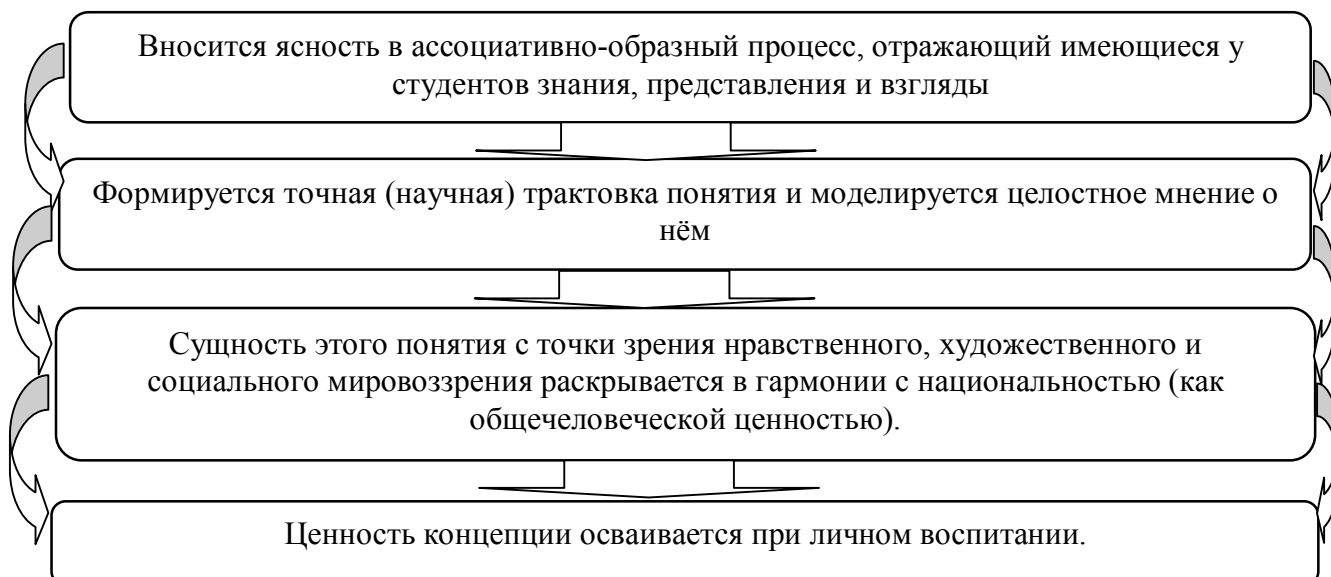 Вносится ясность в ассоциативно-образный процесс, отражающий имеющиеся у
студентов знания, представления и взгляды
Формируется точная (научная) трактовка понятия и моделируется целостное мнение о
нём
Сущность этого понятия с точки зрения нравственного, художественного и
социального мировоззрения раскрывается в гармонии с национальностью (как
общечеловеческой ценностью).
Ценность концепции осваивается при личном воспитании.